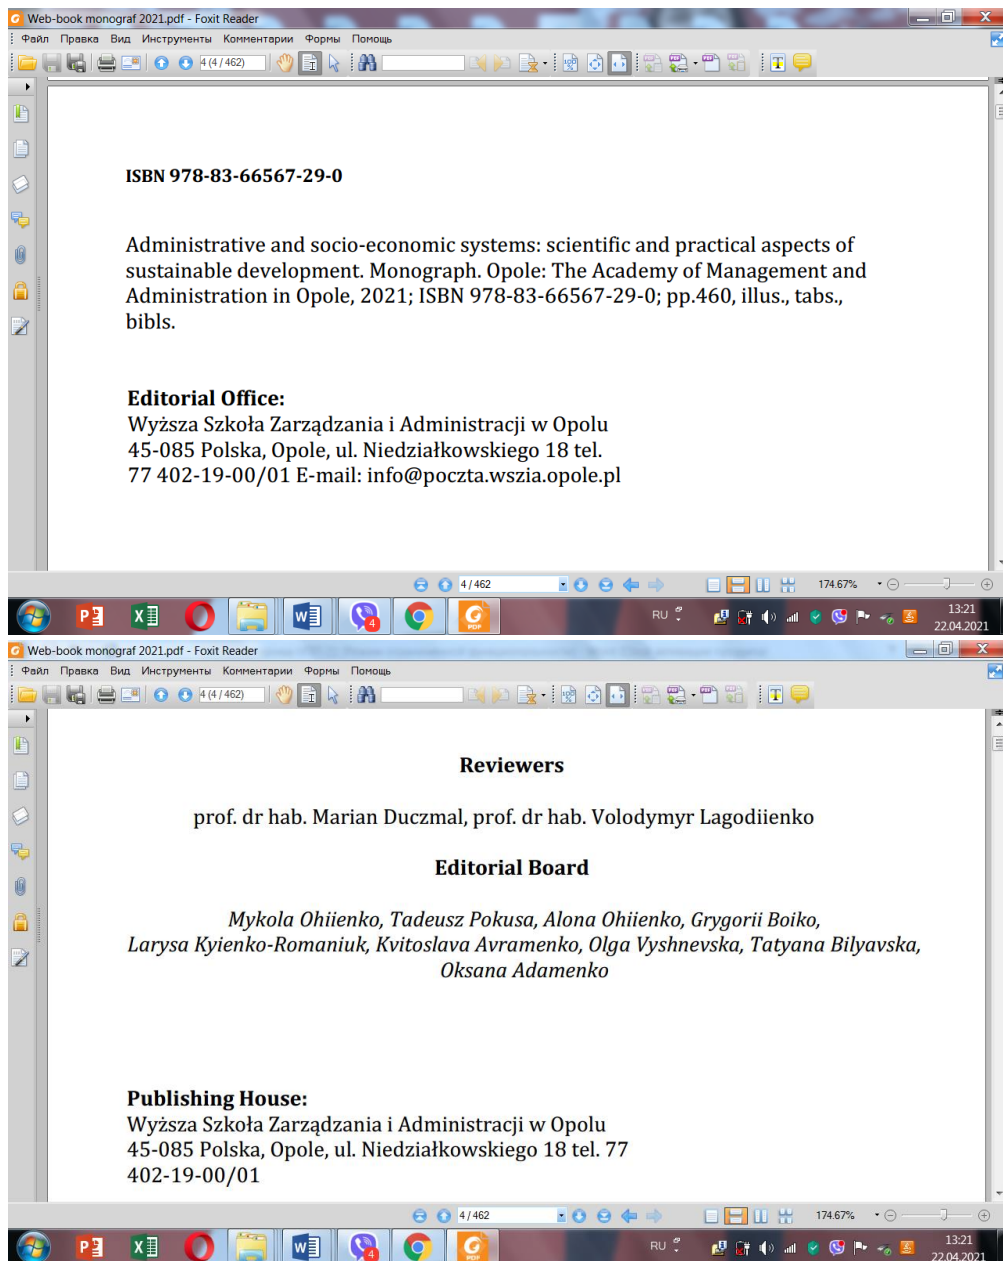 Web-book monograf 2021.pdf - Foxit Reader
Файл Правка Вид Инструменты Комментарии Формы Помощь
4 (4 / 462)
ISBN 978-83-66567-29-0
Administrative and socio-economic systems: scientific and practical aspects of
sustainable development. Monograph. Opole: The Academy of Management and
Administration in Opole, 2021; ISBN 978-83-66567-29-0; pp.460, illus., tabs.,
bibls.
Editorial Office:
Wyższa Szkoła Zarządzania i Administracji w Opolu
45-085 Polska, Opole, ul. Niedziałkowskiego 18 tel.
77 402-19-00/01 E-mail: info@poczta.wszia.opole.pl
4 / 462
174.67%
RU
13:21
22.04.2021
Web-book monograf 2021.pdf - Foxit Reader
Файл Правка Вид Инструменты Комментарии Формы Помощь
4 (4 / 462)
Reviewers
prof. dr hab. Marian Duczmal, prof. dr hab. Volodymyr Lagodiienko
Editorial Board
Mykola Ohiienko, Tadeusz Pokusa, Alona Ohiienko, Grygorii Boiko,
Larysa Kyienko-Romaniuk, Kvitoslava Avramenko, Olga Vyshnevska, Tatyana Bilyavska,
Oksana Adamenko
Publishing House:
Wyższa Szkoła Zarządzania i Administracji w Opolu
45-085 Polska, Opole, ul. Niedziałkowskiego 18 tel. 77
402-19-00/01
4 / 462
174.67%
RU
13:21
22.04.2021